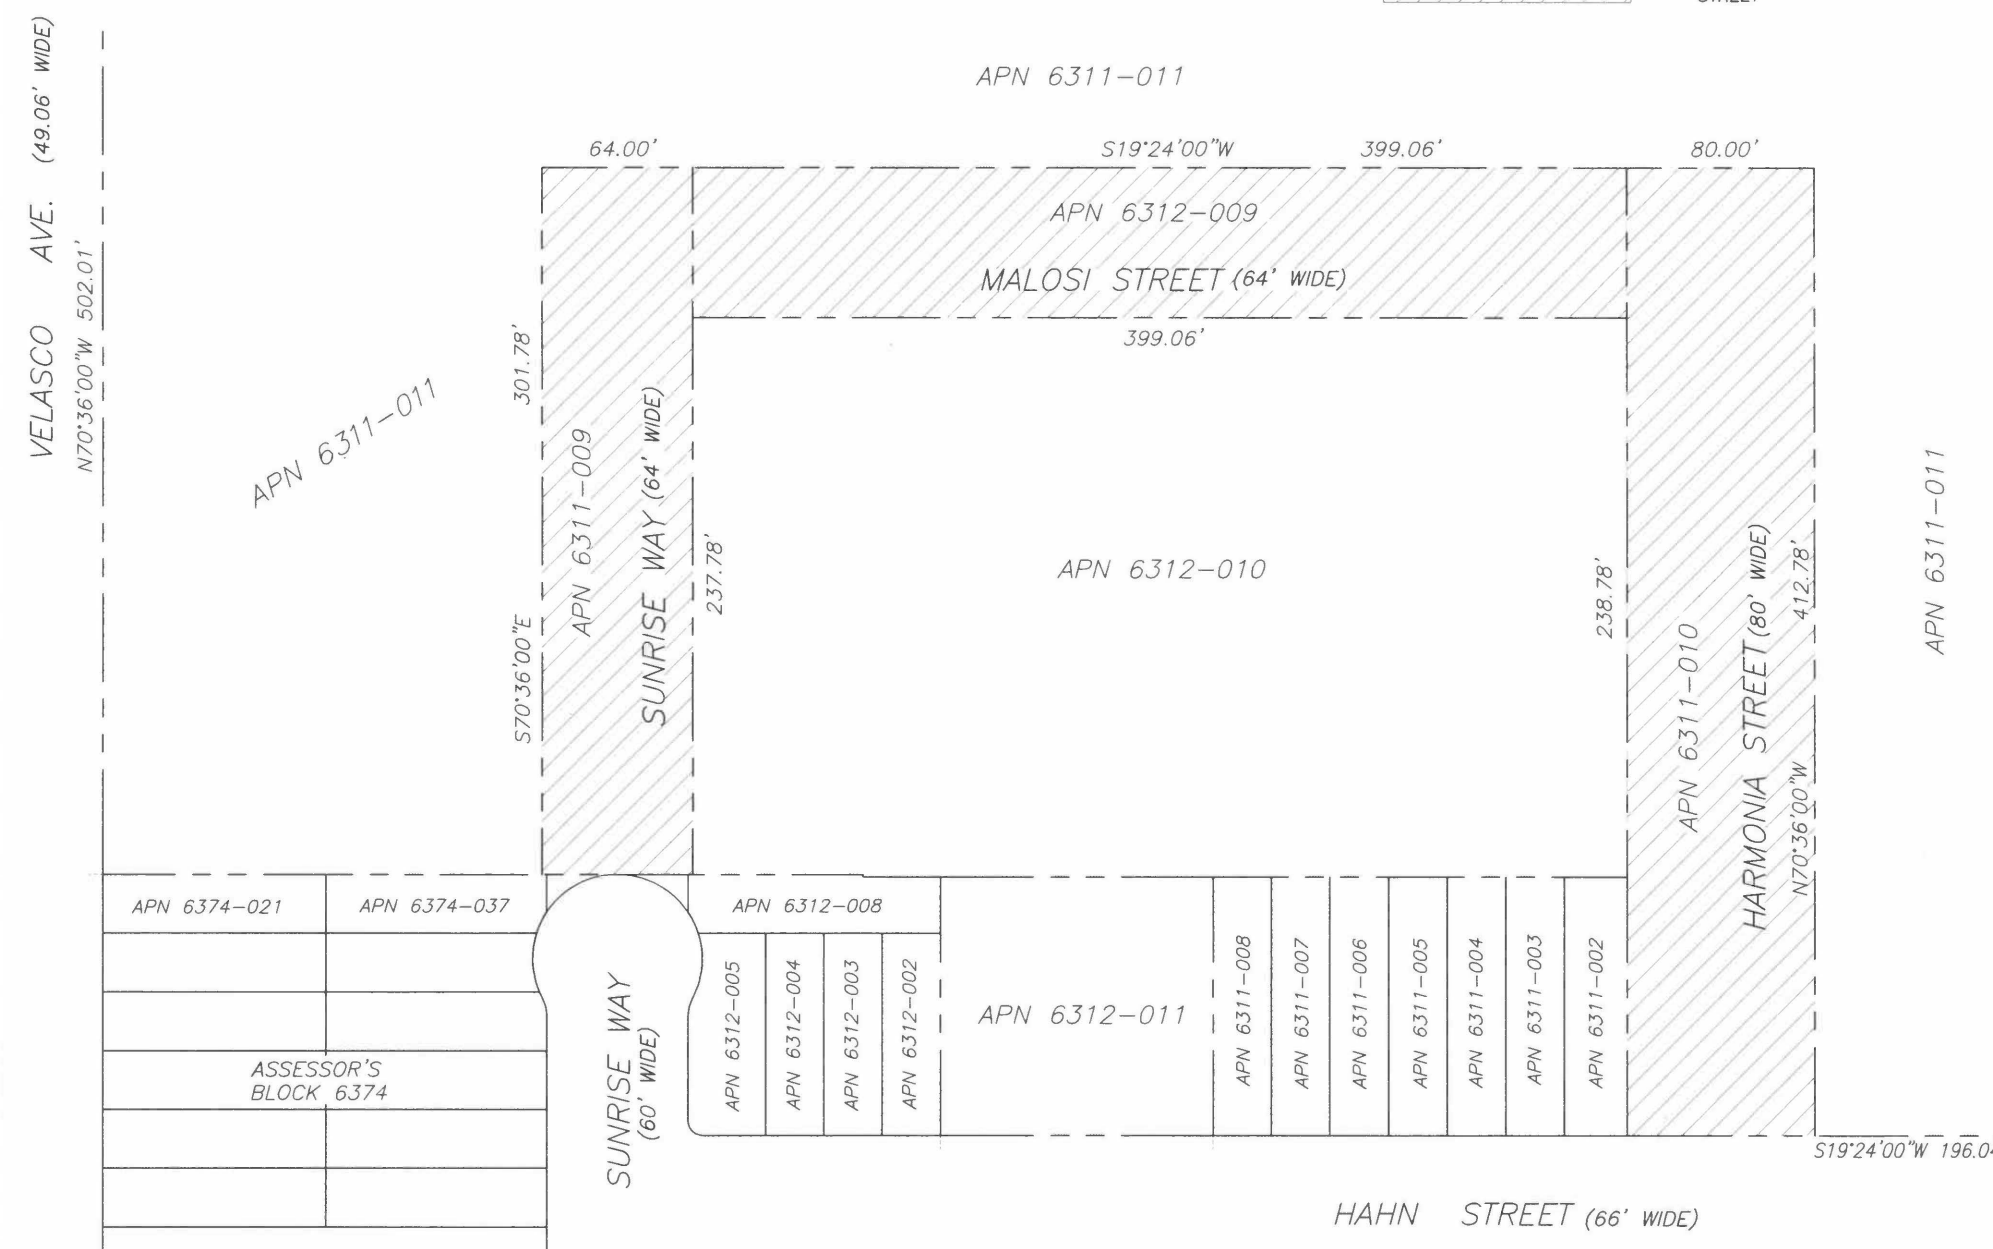 STREET
VELASCO AVE. (49.06' WIDE)
N70°36'00"W 502.01'
APN 6311-011
64.00'
S19°24'00"W 399.06'
80.00'
APN 6312-009
MALOSI STREET (64' WIDE)
399.06'
APN 6311-011
S70°36'00"E 301.78'
APN 6311-009
SUNRISE WAY (64' WIDE)
237.78'
APN 6312-010
238.78'
APN 6311-010
HARMONIA STREET (80' WIDE)
N70°36'00"W 412.78'
APN 6311-011
APN 6374-021
APN 6374-037
APN 6312-008
ASSESSOR'S
BLOCK 6374
SUNRISE WAY
(60' WIDE)
APN 6312-005
APN 6312-004
APN 6312-003
APN 6312-002
APN 6312-011
APN 6311-008
APN 6311-007
APN 6311-006
APN 6311-005
APN 6311-004
APN 6311-003
APN 6311-002
S19°24'00"W 196.04
HAHN STREET (66' WIDE)